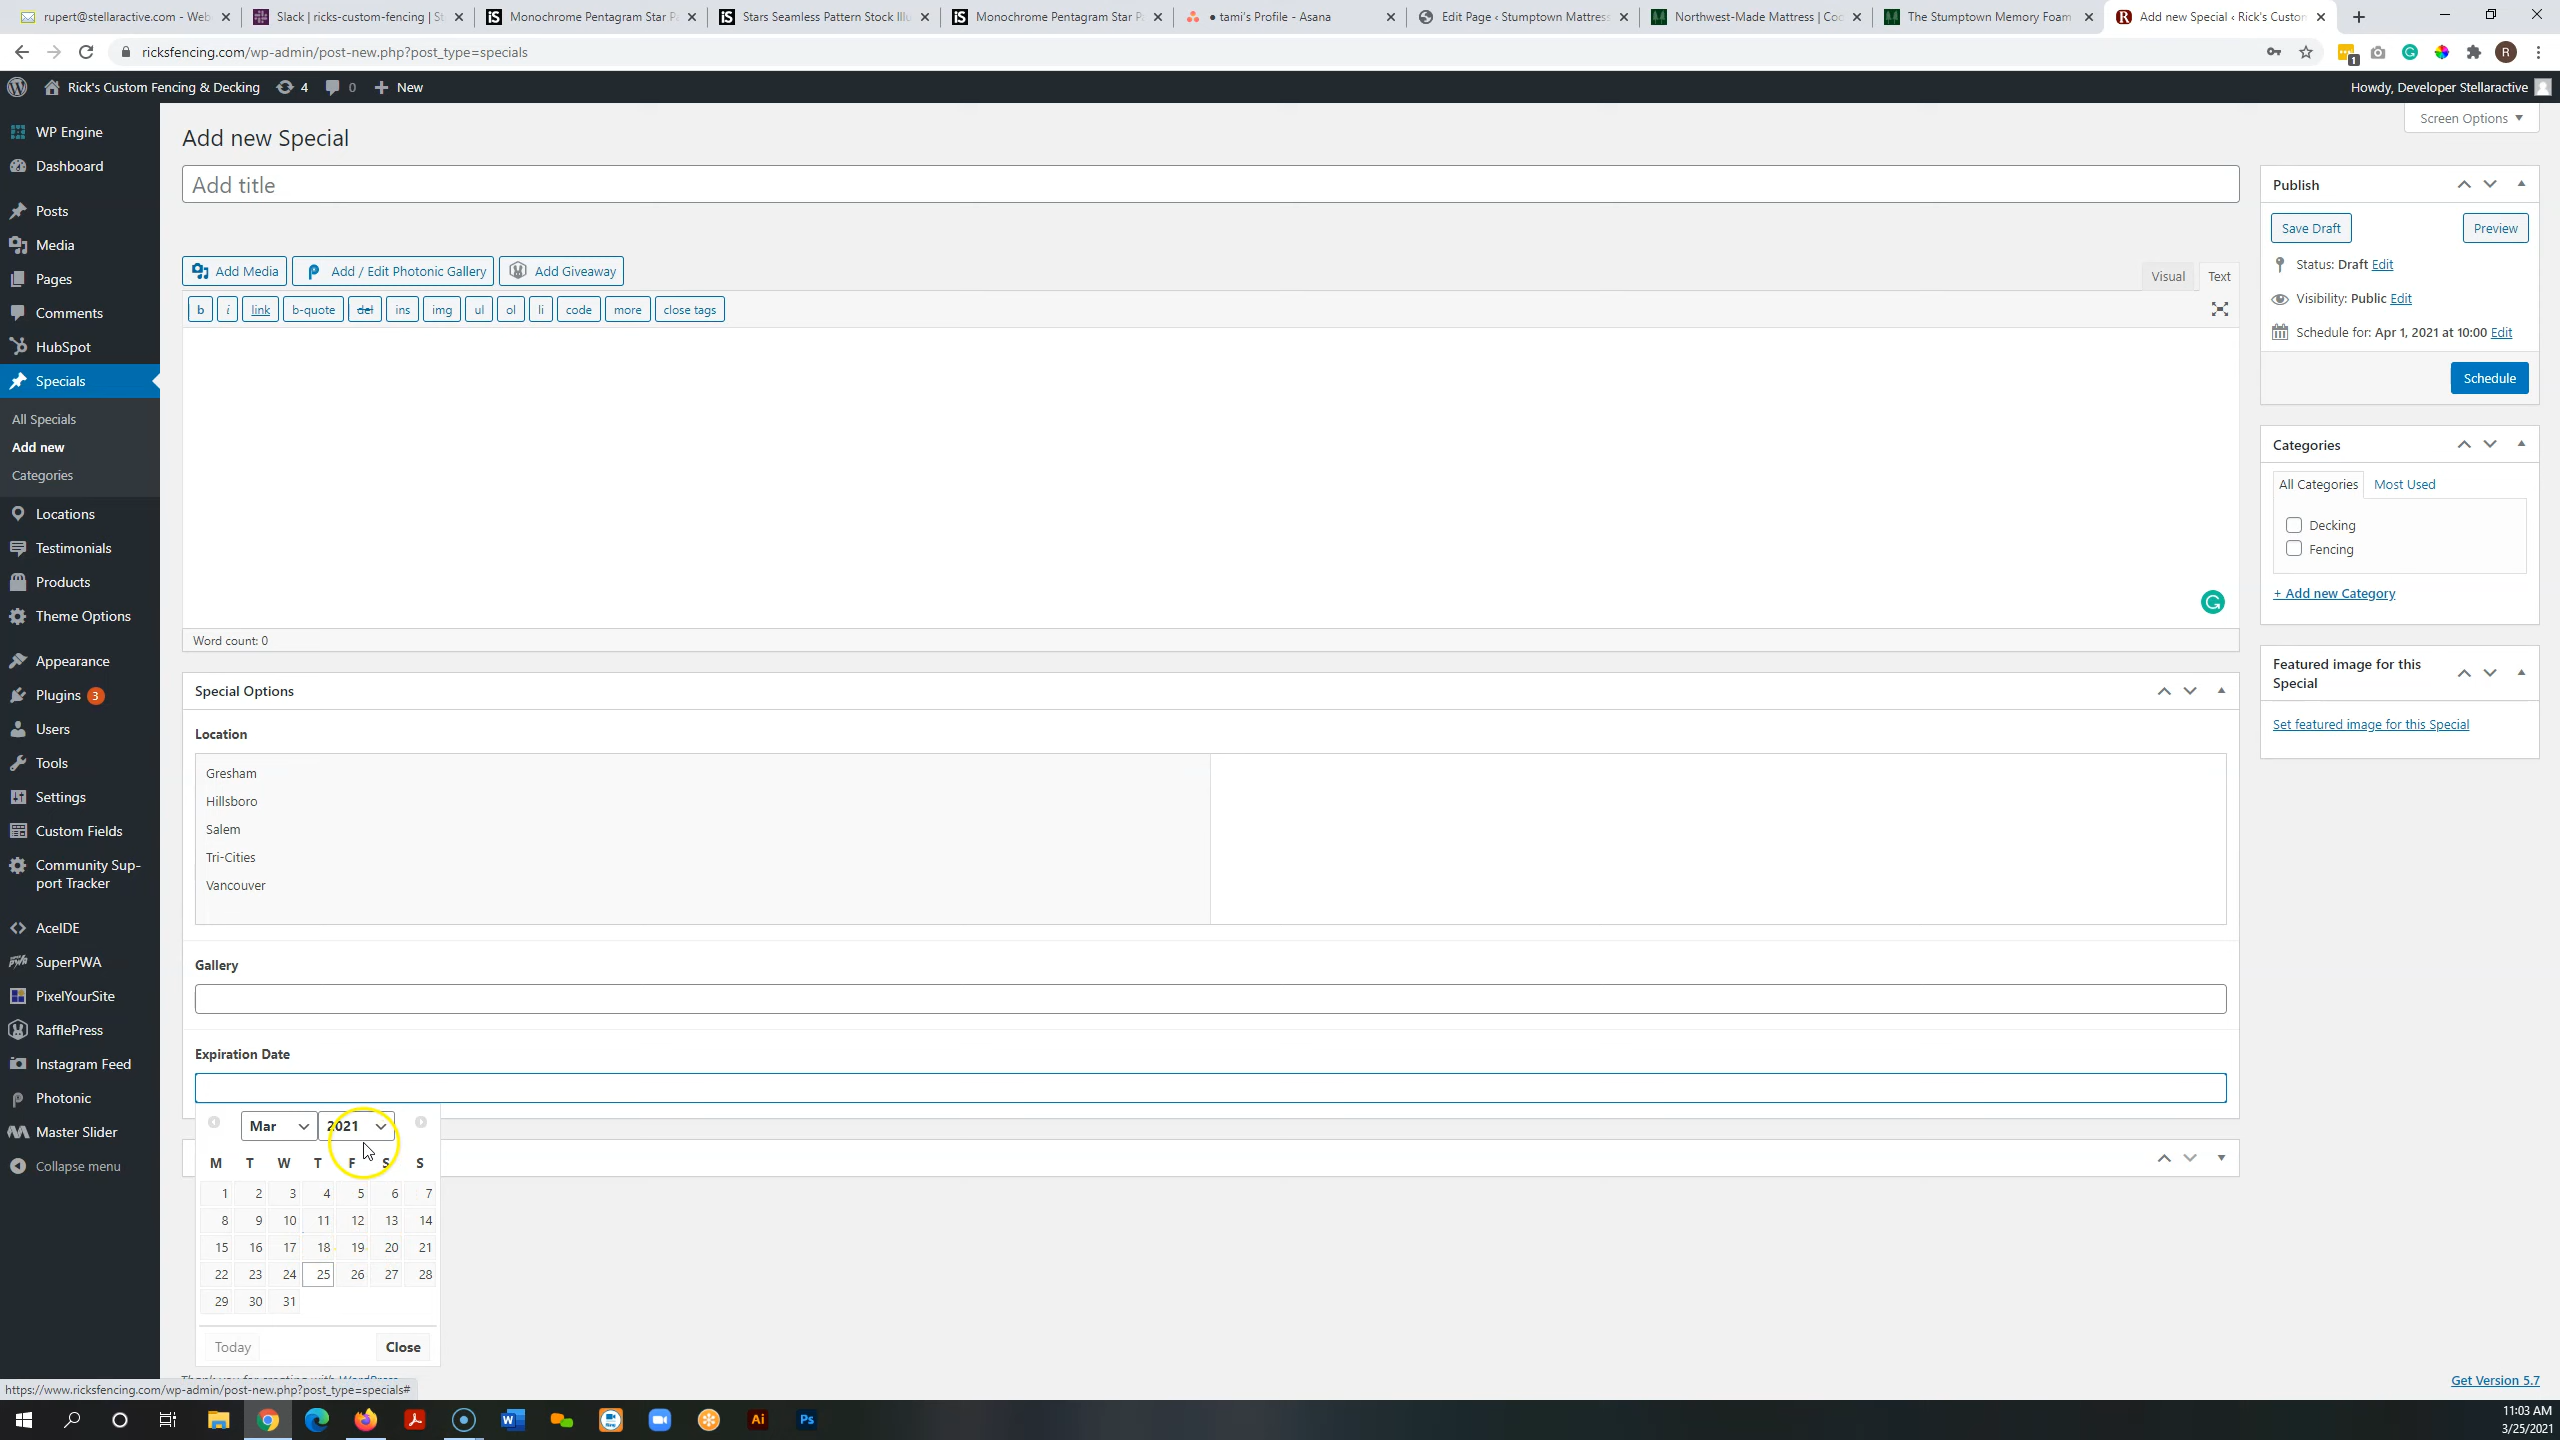 rupert@stellaractive.com - Web
Slack | ricks-custom-fencing | St
Monochrome Pentagram Star Pa
Stars Seamless Pattern Stock Illu
Monochrome Pentagram Star Pa
• tami's Profile - Asana
Edit Page ‹ Stumptown Mattress
Northwest-Made Mattress | Coo
The Stumptown Memory Foam
Add new Special ‹ Rick's Custom
ricksfencing.com/wp-admin/post-new.php?post_type=specials
1
R
Rick's Custom Fencing & Decking
4
0
New
Howdy, Developer Stellaractive
WP Engine
Dashboard
Posts
Media
Pages
Comments
HubSpot
Specials
All Specials
Add new
Categories
Locations
Testimonials
Products
Theme Options
Appearance
Plugins 3
Users
Tools
Settings
Custom Fields
Community Sup-
port Tracker
AceIDE
SuperPWA
PixelYourSite
RafflePress
Instagram Feed
Photonic
Master Slider
Collapse menu
Screen Options
Add new Special
Add title
Add Media
Add / Edit Photonic Gallery
Add Giveaway
Visual
Text
b
i
link
b-quote
del
ins
img
ul
ol
li
code
more
close tags
Word count: 0
Special Options
Location
Gresham
Hillsboro
Salem
Tri-Cities
Vancouver
Gallery
Expiration Date
Mar
2021
M T W T F S S
1 2 3 4 5 6 7
8 9 10 11 12 13 14
15 16 17 18 19 20 21
22 23 24 25 26 27 28
29 30 31
Today
Close
Publish
Save Draft
Preview
Status: Draft Edit
Visibility: Public Edit
Schedule for: Apr 1, 2021 at 10:00 Edit
Schedule
Categories
All Categories
Most Used
Decking
Fencing
+ Add new Category
Featured image for this
Special
Set featured image for this Special
https://www.ricksfencing.com/wp-admin/post-new.php?post_type=specials#
Get Version 5.7
Ai
Ps
11:03 AM
3/25/2021